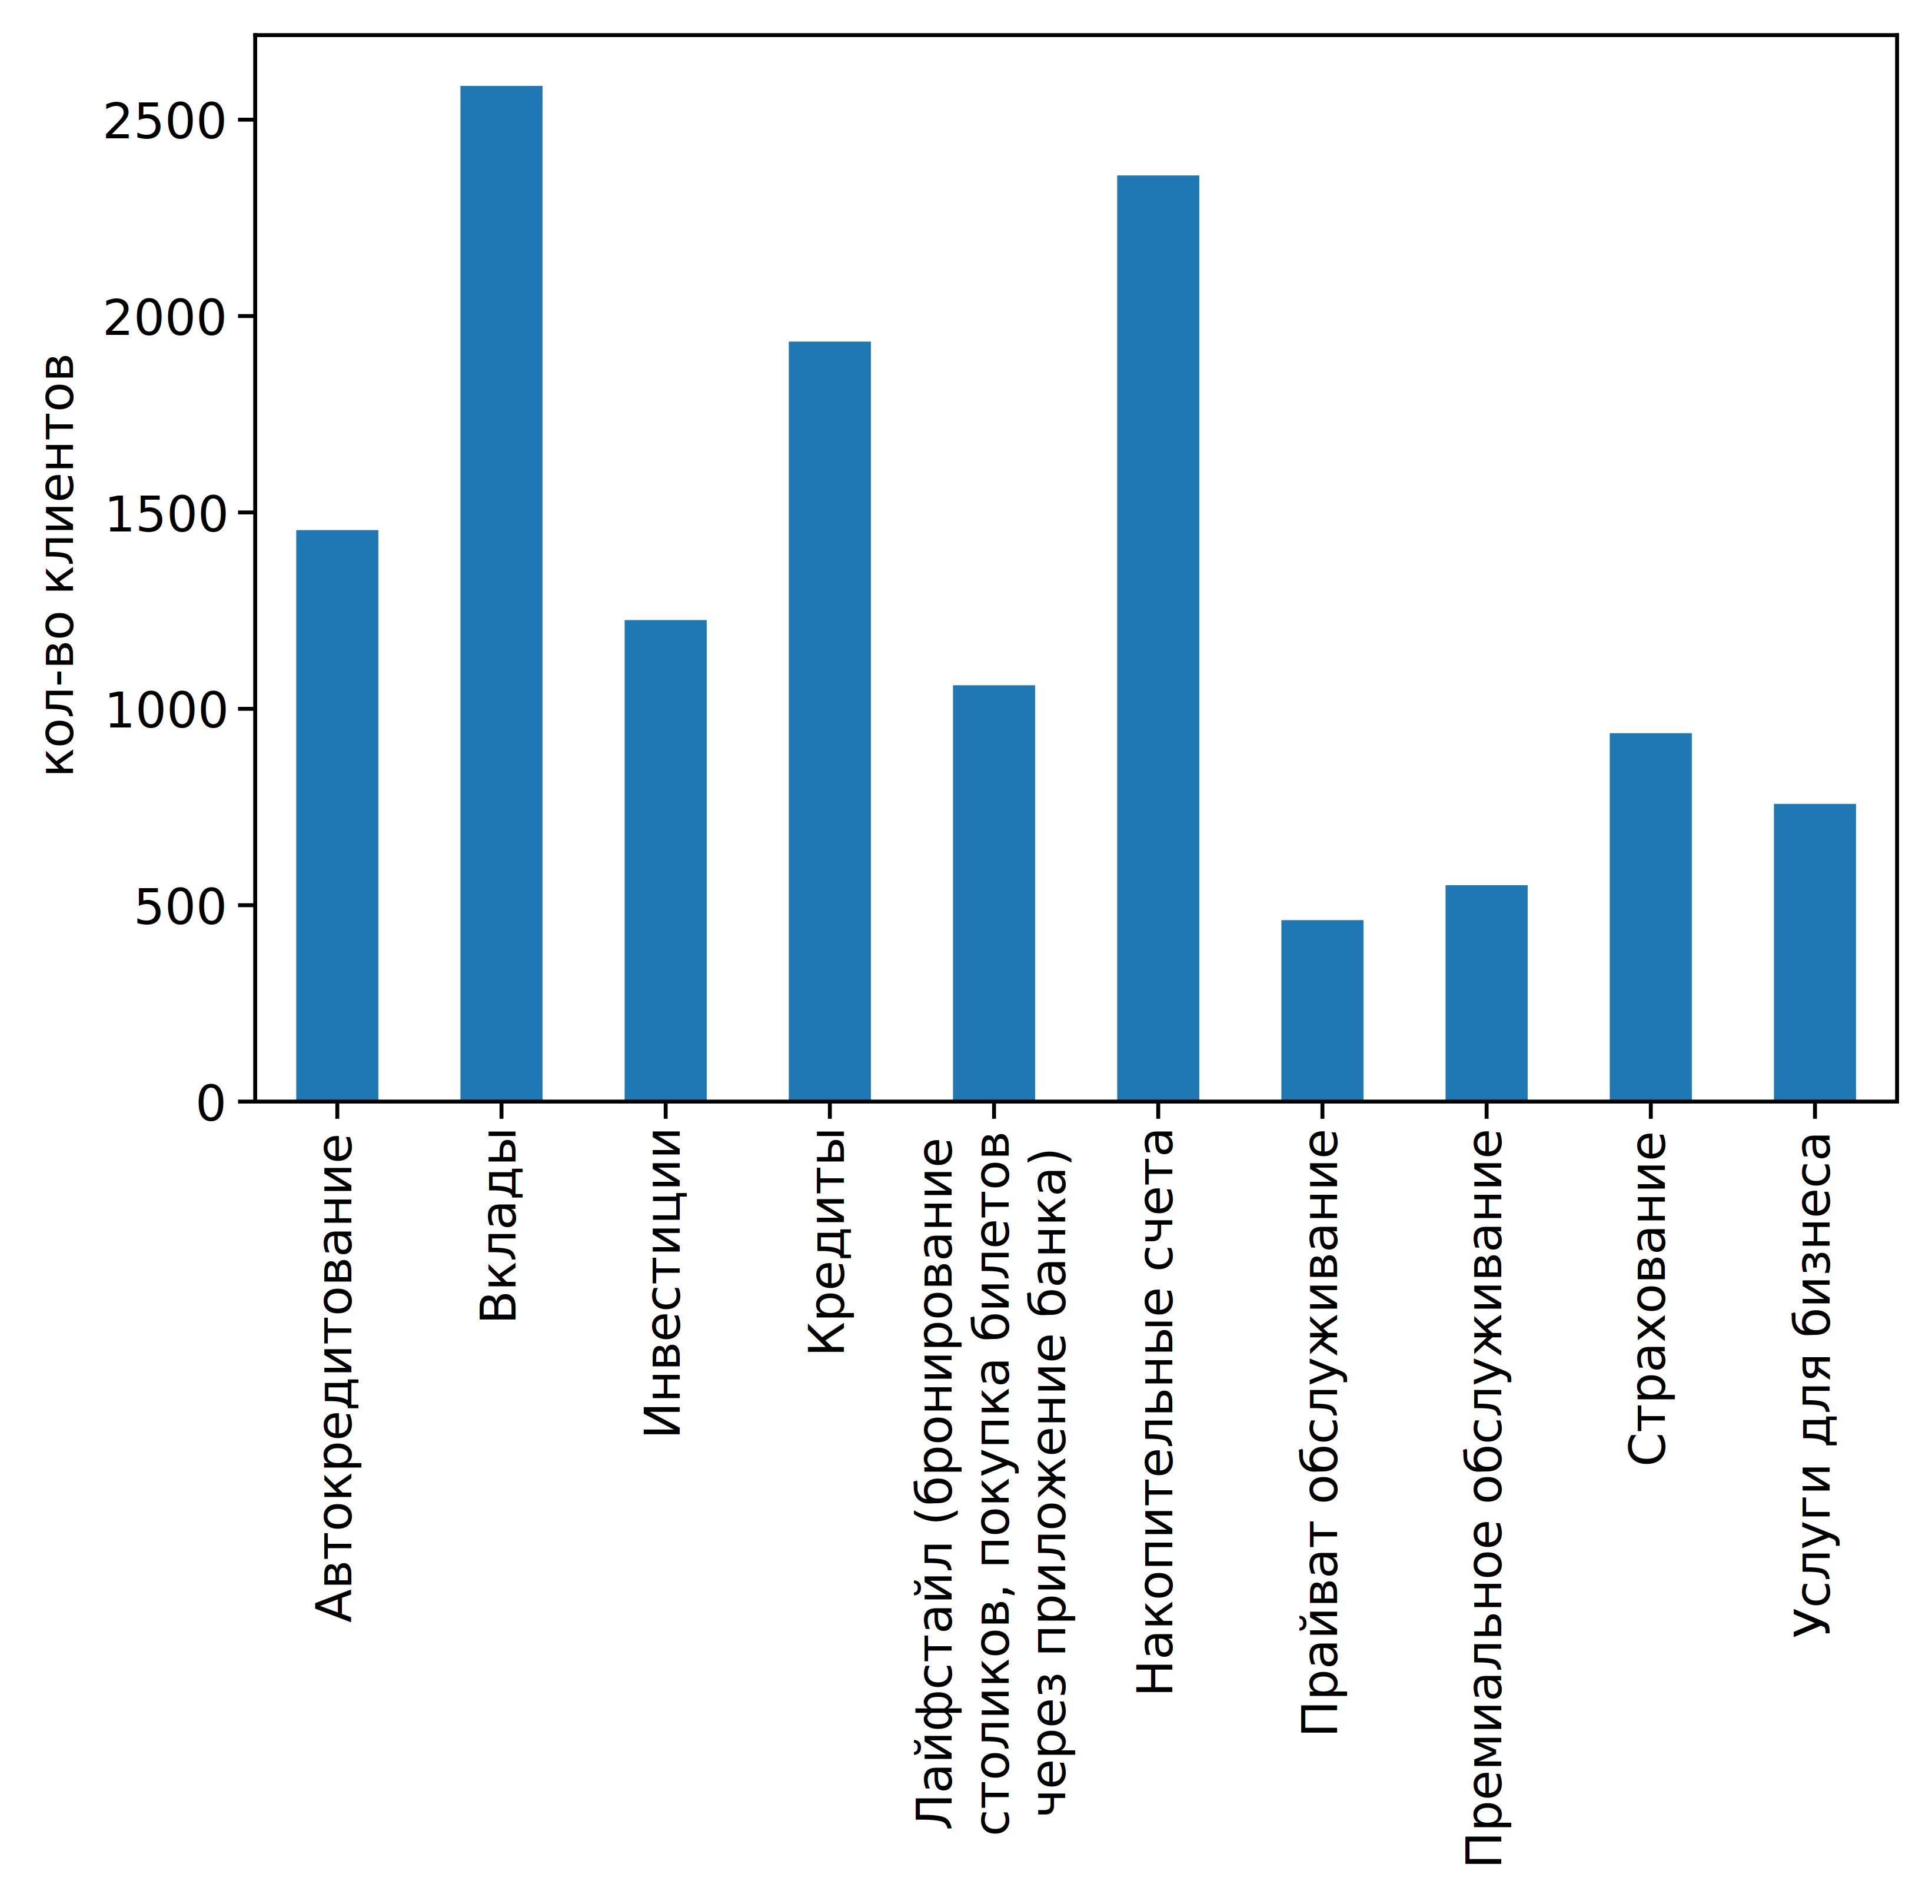 кол-во клиентов
2500
2000
1500
1000
500
0
Автокредитование
Вклады
Инвестиции
Кредиты
Лайфстайл (бронирование
столиков, покупка билетов
через приложение банка)
Накопительные счета
Прайват обслуживание
Премиальное обслуживание
Страхование
Услуги для бизнеса